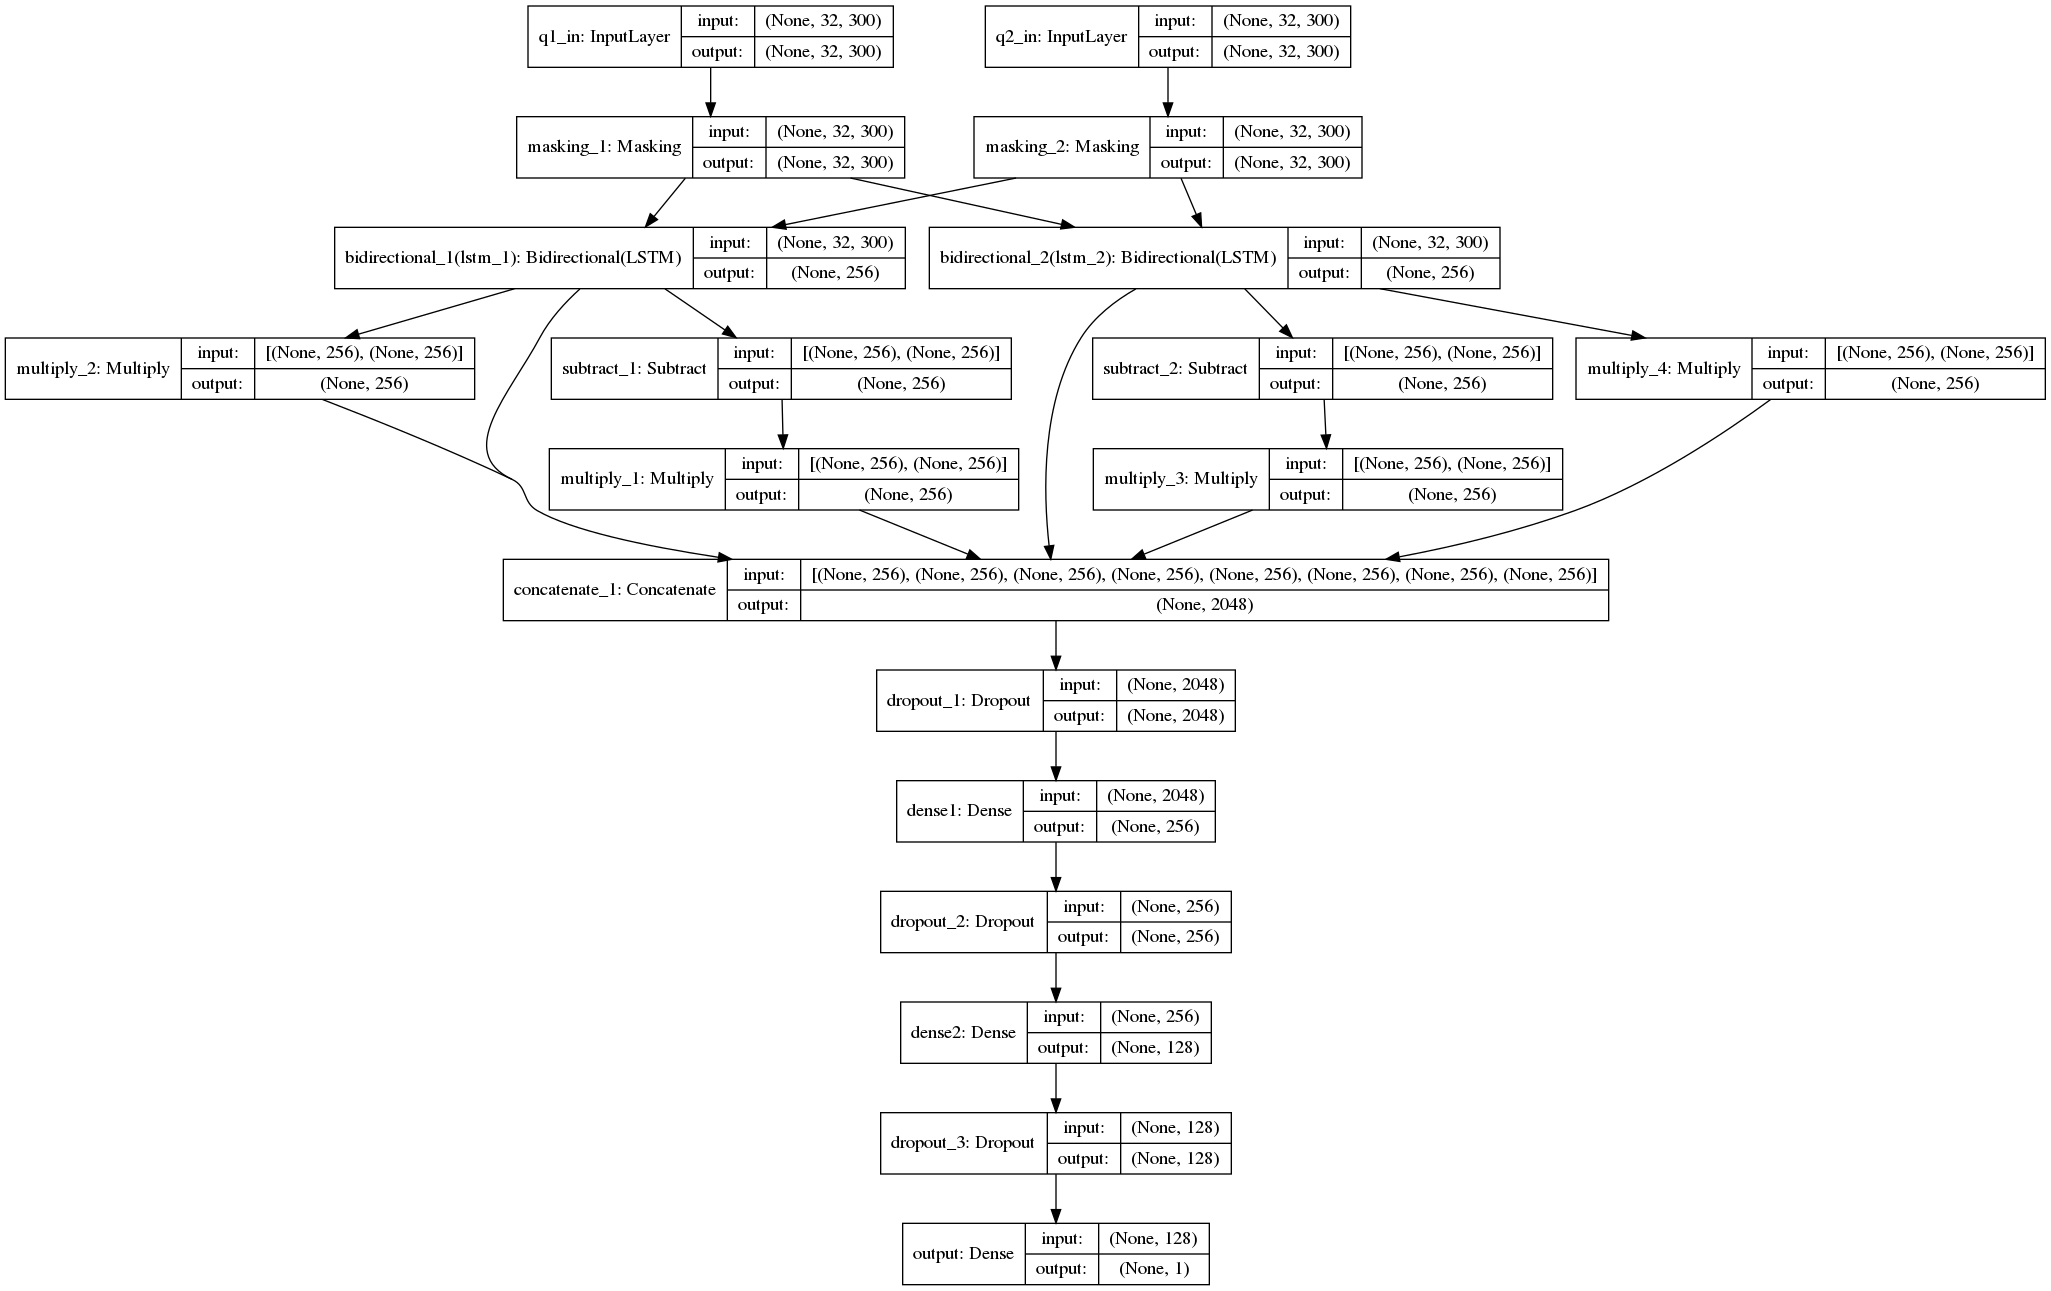 q1_in: InputLayer
input: (None, 32, 300)
output: (None, 32, 300)
q2_in: InputLayer
input: (None, 32, 300)
output: (None, 32, 300)
masking_1: Masking
input: (None, 32, 300)
output: (None, 32, 300)
masking_2: Masking
input: (None, 32, 300)
output: (None, 32, 300)
bidirectional_1(lstm_1): Bidirectional(LSTM)
input: (None, 32, 300)
output: (None, 256)
bidirectional_2(lstm_2): Bidirectional(LSTM)
input: (None, 32, 300)
output: (None, 256)
multiply_2: Multiply
input: [(None, 256), (None, 256)]
output: (None, 256)
subtract_1: Subtract
input: [(None, 256), (None, 256)]
output: (None, 256)
subtract_2: Subtract
input: [(None, 256), (None, 256)]
output: (None, 256)
multiply_4: Multiply
input: [(None, 256), (None, 256)]
output: (None, 256)
multiply_1: Multiply
input: [(None, 256), (None, 256)]
output: (None, 256)
multiply_3: Multiply
input: [(None, 256), (None, 256)]
output: (None, 256)
concatenate_1: Concatenate
input: [(None, 256), (None, 256), (None, 256), (None, 256), (None, 256), (None, 256), (None, 256), (None, 256)]
output: (None, 2048)
dropout_1: Dropout
input: (None, 2048)
output: (None, 2048)
dense1: Dense
input: (None, 2048)
output: (None, 256)
dropout_2: Dropout
input: (None, 256)
output: (None, 256)
dense2: Dense
input: (None, 256)
output: (None, 128)
dropout_3: Dropout
input: (None, 128)
output: (None, 128)
output: Dense
input: (None, 128)
output: (None, 1)